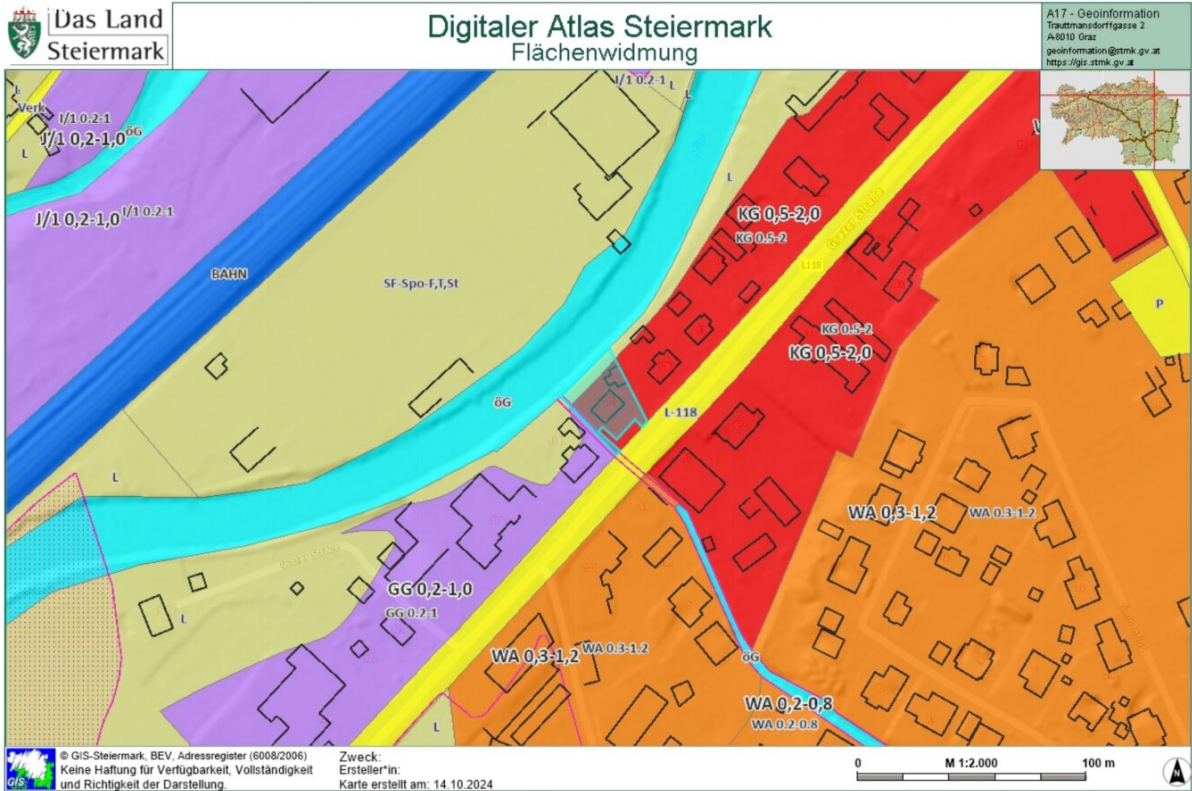 Das Land
Steiermark
Digitaler Atlas Steiermark
Flächenwidmung
A17 - Geoinformation
Trauttmansdorffgasse 2
A-8010 Graz
geoinformation@stmk.gv.at
https://gis.stmk.gv.at
L
Verk
I/1 0.2-1
J/1 0,2-1,0
öG
L
J/1 0,2-1,0
I/1 0.2-1
I/1 0.2-1
L
L
L
BAHN
SF-Spo-F,T,St
KG 0,5-2,0
KG 0.5-2
Grazer Straße
L118
KG 0.5-2
KG 0,5-2,0
P
öG
L-118
L
WA 0,3-1,2
WA 0.3-1.2
GG 0,2-1,0
GG 0.2-1
L
WA 0,3-1,2
WA 0.3-1.2
öG
WA 0,2-0,8
WA 0.2-0.8
L
GIS
© GIS-Steiermark, BEV, Adressregister (6008/2006)
Keine Haftung für Verfügbarkeit, Vollständigkeit
und Richtigkeit der Darstellung.
Zweck:
Ersteller*in:
Karte erstellt am: 14.10.2024
0
M 1:2.000
100 m
N